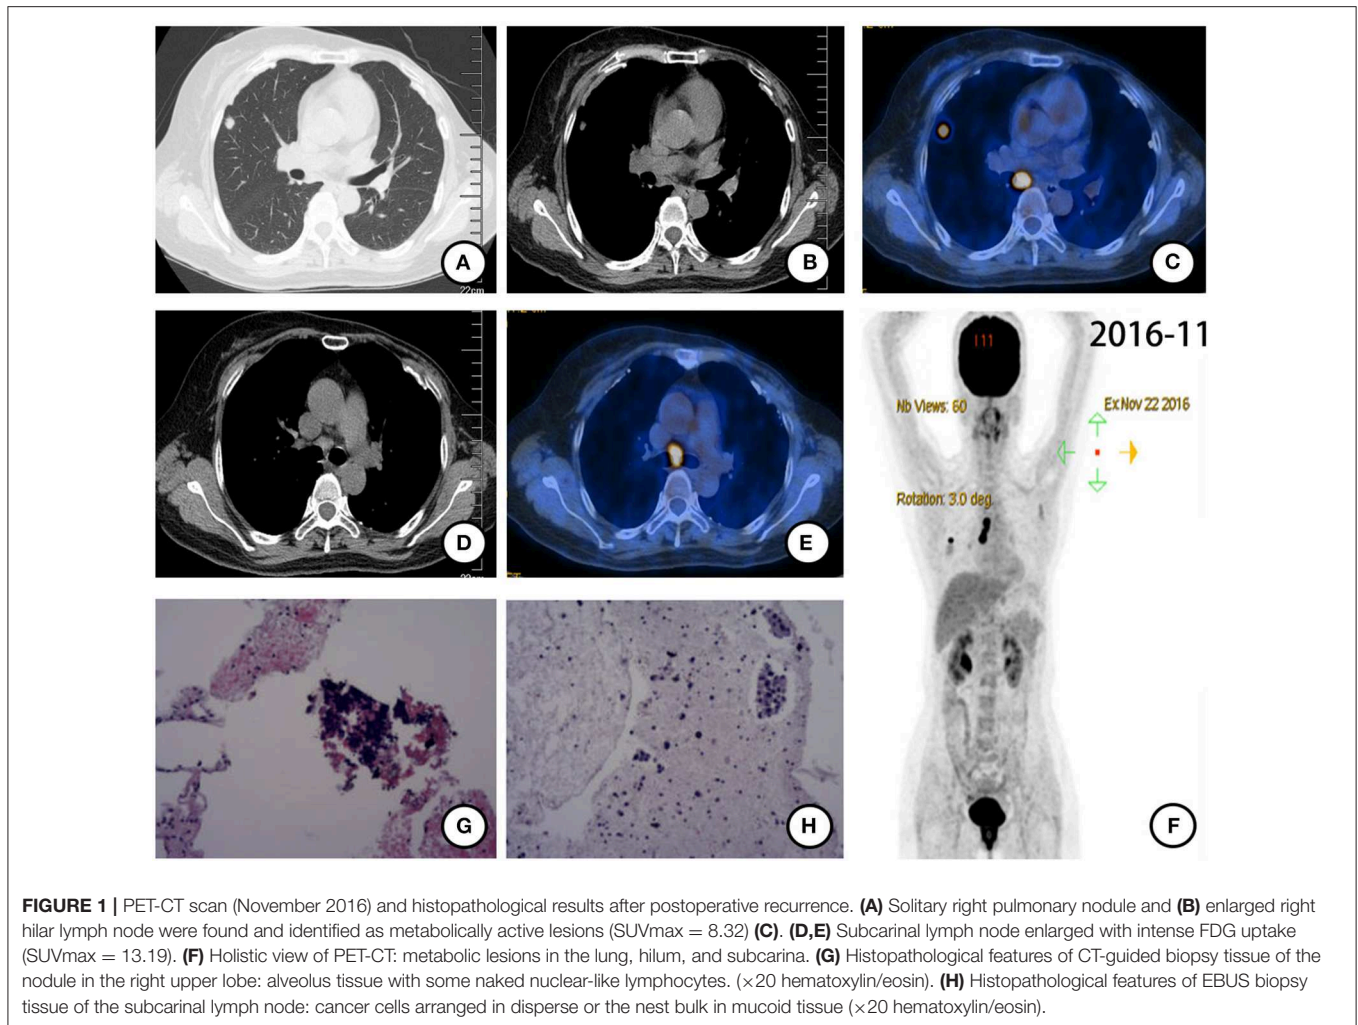 A
22cm
B
C
D
E
2016-11
Nb Views: 60
Ex Nov 22 2016
Rotation: 3.0 deg.
F
G
H
FIGURE 1 | PET-CT scan (November 2016) and histopathological results after postoperative recurrence. (A) Solitary right pulmonary nodule and (B) enlarged right
hilar lymph node were found and identified as metabolically active lesions (SUVmax = 8.32) (C). (D,E) Subcarinal lymph node enlarged with intense FDG uptake
(SUVmax = 13.19). (F) Holistic view of PET-CT: metabolic lesions in the lung, hilum, and subcarina. (G) Histopathological features of CT-guided biopsy tissue of the
nodule in the right upper lobe: alveolus tissue with some naked nuclear-like lymphocytes. (×20 hematoxylin/eosin). (H) Histopathological features of EBUS biopsy
tissue of the subcarinal lymph node: cancer cells arranged in disperse or the nest bulk in mucoid tissue (×20 hematoxylin/eosin).